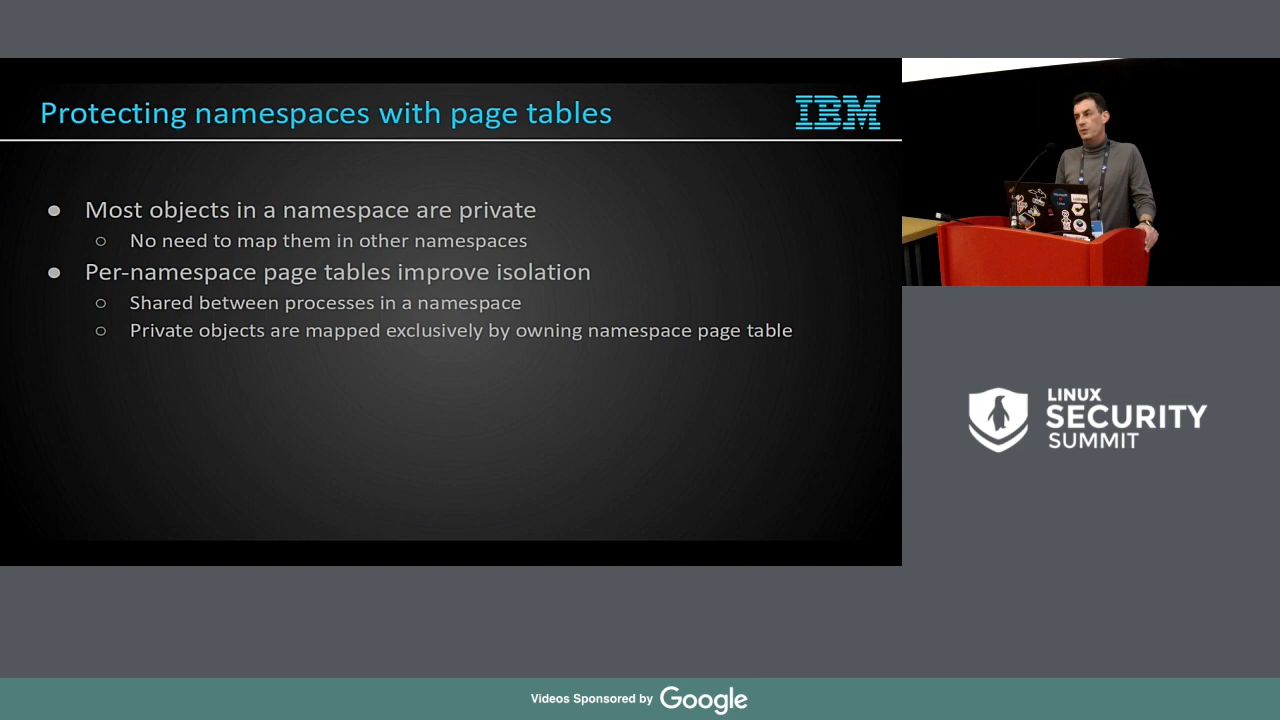 Protecting namespaces with page tables
IBM
● Most objects in a namespace are private
○ No need to map them in other namespaces
● Per-namespace page tables improve isolation
○ Shared between processes in a namespace
○ Private objects are mapped exclusively by owning namespace page table
LINUX
SECURITY
SUMMIT
Videos Sponsored by Google